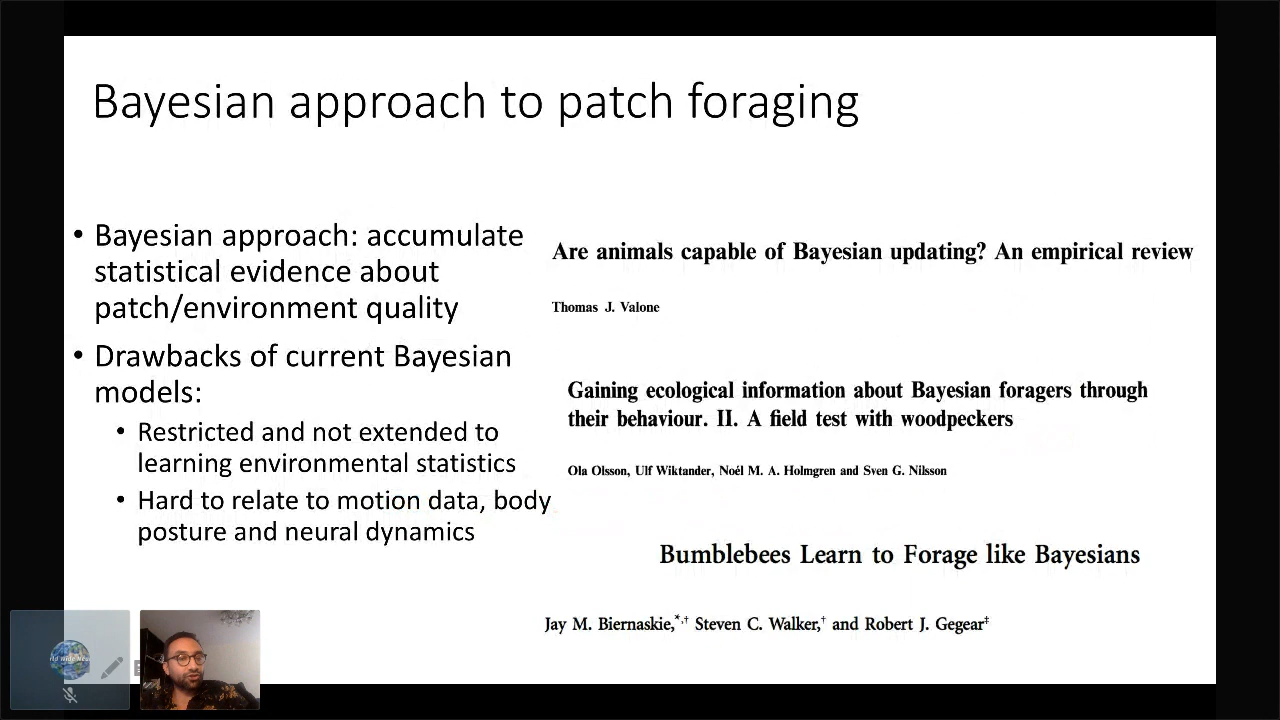 Bayesian approach to patch foraging
• Bayesian approach: accumulate
statistical evidence about
patch/environment quality
• Drawbacks of current Bayesian
models:
• Restricted and not extended to
learning environmental statistics
• Hard to relate to motion data, body
posture and neural dynamics
Are animals capable of Bayesian updating? An empirical review
Thomas J. Valone
Gaining ecological information about Bayesian foragers through
their behaviour. II. A field test with woodpeckers
Ola Olsson, Ulf Wiktander, Noél M. A. Holmgren and Sven G. Nilsson
Bumblebees Learn to Forage like Bayesians
Jay M. Biernaskie,*,† Steven C. Walker,† and Robert J. Gegear‡